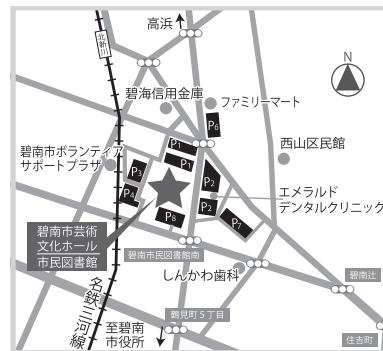 高浜
北新川
N
碧海信用金庫
ファミリーマート
P6
P1
P1
西山区民館
碧南市ボランティア
サポートプラザ
P3
P4
P2
P2
エメラルド
デンタルクリニック
P8
P7
碧南市芸術
文化ホール
市民図書館
碧南市民図書館南
しんかわ歯科
碧南辻
名鉄三河線
鶴見町5丁目
至碧南
市役所
住吉町